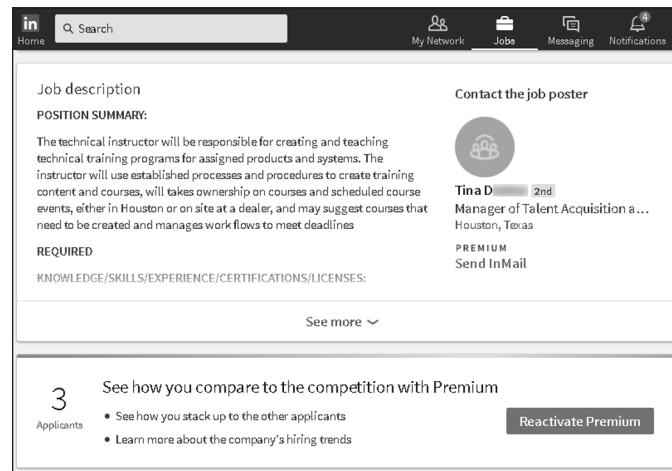 in
Home
Search
My Network
Jobs
Messaging
4
Notifications
Job description
POSITION SUMMARY:
The technical instructor will be responsible for creating and teaching
technical training programs for assigned products and systems. The
instructor will use established processes and procedures to create training
content and courses, will takes ownership on courses and scheduled course
events, either in Houston or on site at a dealer, and may suggest courses that
need to be created and manages work flows to meet deadlines
REQUIRED
KNOWLEDGE/SKILLS/EXPERIENCE/CERTIFICATIONS/LICENSES:
Contact the job poster
Tina D 2nd
Manager of Talent Acquisition a...
Houston, Texas
PREMIUM
Send InMail
See more
3
Applicants
See how you compare to the competition with Premium
• See how you stack up to the other applicants
• Learn more about the company's hiring trends
Reactivate Premium